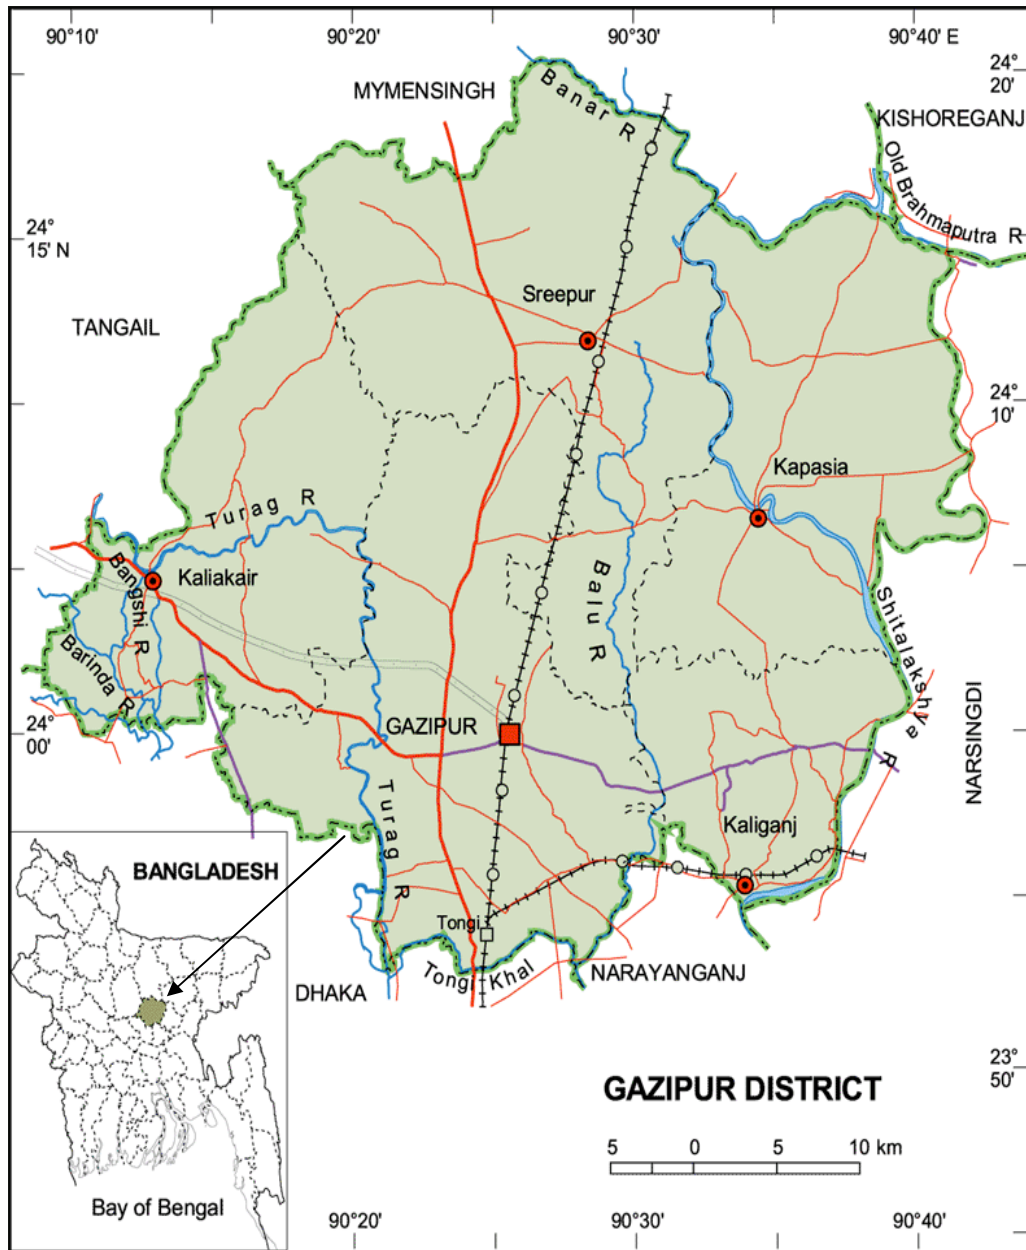 90°10'
90°20'
90°30'
90°40' E
24°
20'
MYMENSINGH
Banar R
KISHOREGANJ
Old Brahmaputra R
24°
15' N
Sreepur
TANGAIL
24°
10'
Kapasia
Turag R
Kaliakair
Bangshi R
Balu R
Shitalakshya R
Barinda R
24°
00'
GAZIPUR
NARSINGDI
Turag R
Kaliganj
BANGLADESH
Tongi
Tongi Khal
NARAYANGANJ
DHAKA
23°
50'
GAZIPUR DISTRICT
5 0 5 10 km
Bay of Bengal
90°20'
90°30'
90°40'